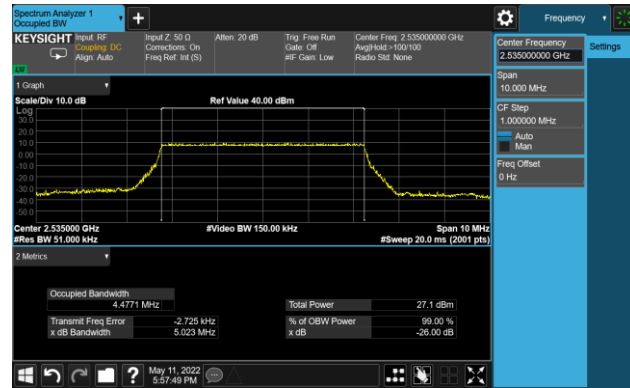 Spectrum Analyzer 1
Occupied BW
Frequency
KEYSIGHT
Input: RF
Coupling: DC
Align: Auto
Input Z: 50 Ω
Corrections: On
Freq Ref: Int (S)
Atten: 20 dB
Trig: Free Run
Gate: Off
#IF Gain: Low
Center Freq: 2.535000000 GHz
Avg|Hold:>100/100
Radio Std: None
Center Frequency
2.535000000 GHz
Settings
Span
10.000 MHz
CF Step
1.000000 MHz
Auto
Man
Freq Offset
0 Hz
1 Graph
Scale/Div 10.0 dB
Ref Value 40.00 dBm
Log
30.0
20.0
10.0
0.00
-10.0
-20.0
-30.0
-40.0
-50.0
Center 2.535000 GHz
#Video BW 150.00 kHz
Span 10 MHz
#Res BW 51.000 kHz
#Sweep 20.0 ms (2001 pts)
2 Metrics
Occupied Bandwidth
4.4771 MHz
Total Power
27.1 dBm
Transmit Freq Error
-2.725 kHz
% of OBW Power
99.00 %
x dB Bandwidth
5.023 MHz
x dB
-26.00 dB
?
May 11, 2022
5:57:49 PM